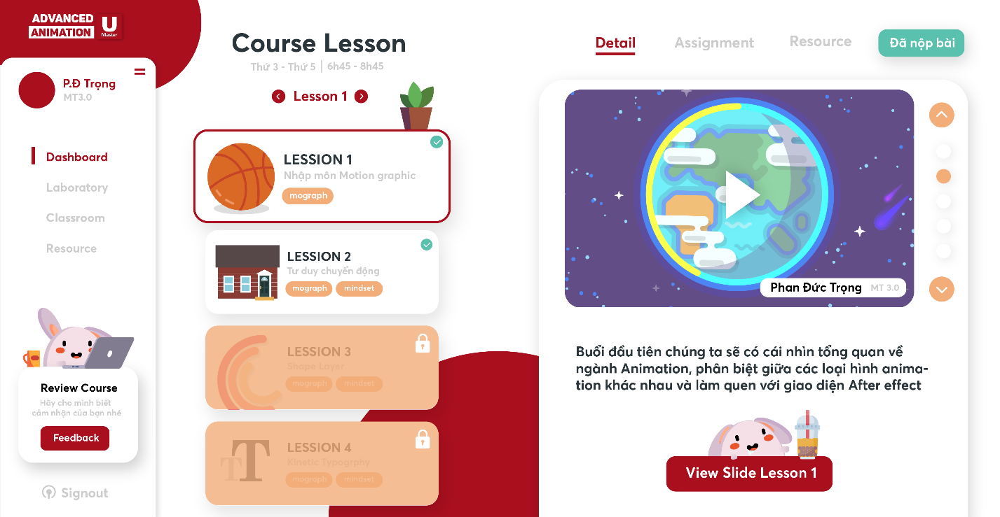 ADVANCED
ANIMATION
U
Master
P.Đ Trọng
MT3.0
Dashboard
Laboratory
Classroom
Resource
Review Course
Hãy cho mình biết
cảm nhận của bạn nhé
Feedback
Signout
Course Lesson
Thứ 3 - Thứ 5 | 6h45 - 8h45
Lesson 1
LESSION 1
Nhập môn Motion graphic
mograph
LESSION 2
Tư duy chuyển động
mograph mindset
LESSION 3
Shape Layer
mograph mindset
TT
LESSION 4
Kinetic Typogrphy
mograph mindset
Detail Assignment Resource Đã nộp bài
Phan Đức Trọng MT 3.0
Buổi đầu tiên chúng ta sẽ có cái nhìn tổng quan về
ngành Animation, phân biệt giữa các loại hình anima-
tion khác nhau và làm quen với giao diện After effect
View Slide Lesson 1